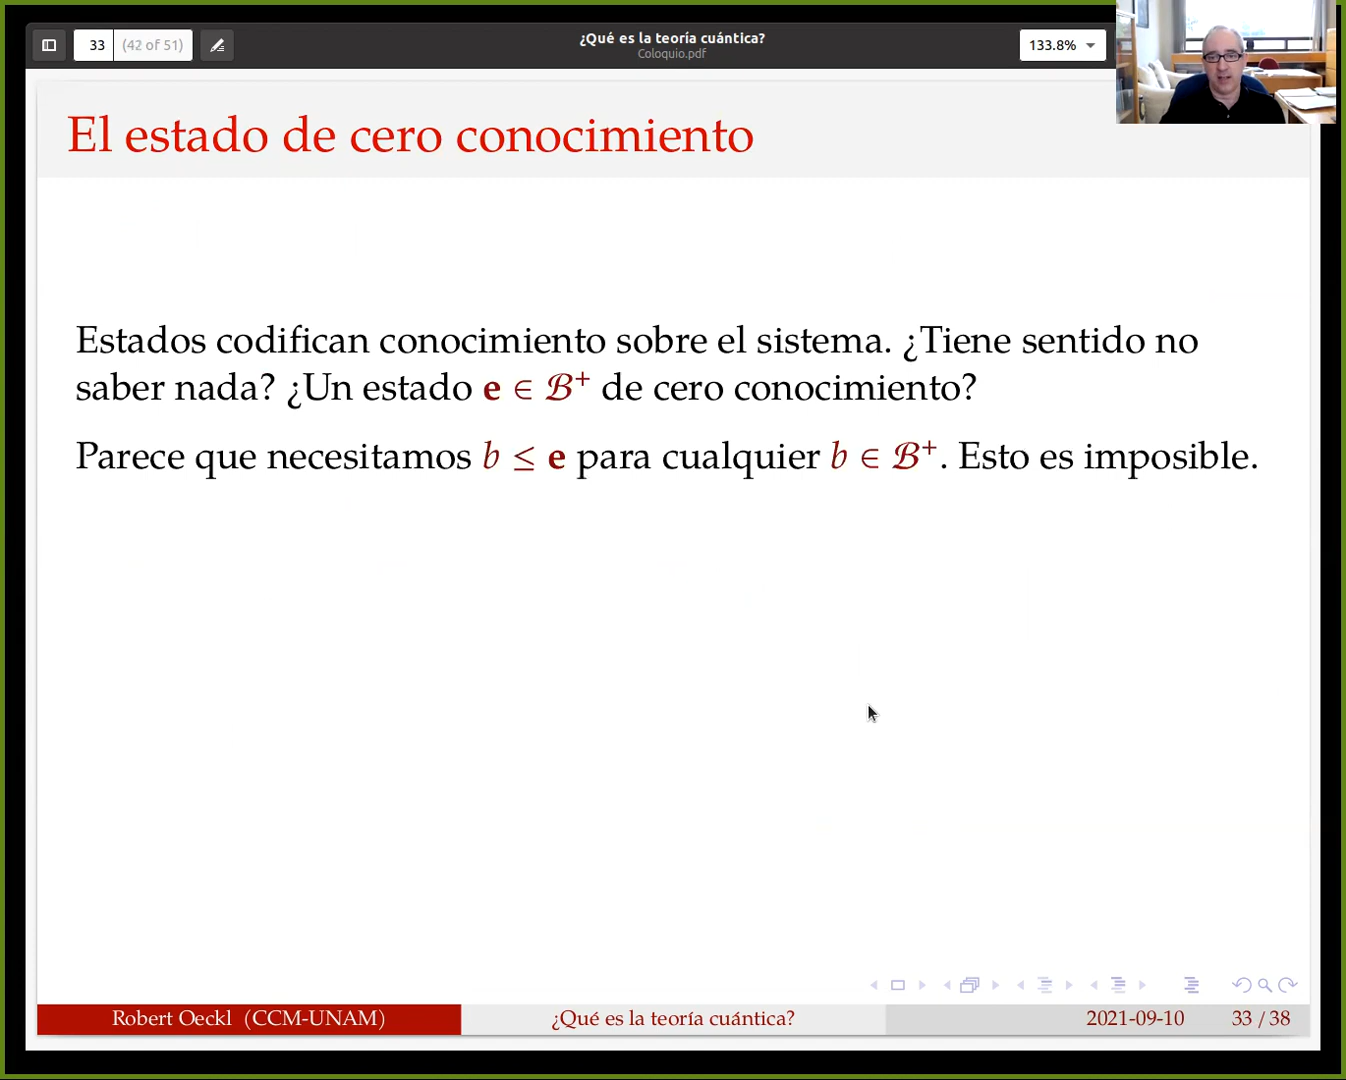 33 (42 of 51)
¿Qué es la teoría cuántica?
Coloquio.pdf
133.8%
El estado de cero conocimiento
Estados codifican conocimiento sobre el sistema. ¿Tiene sentido no
saber nada? ¿Un estado e ∈ ℬ⁺ de cero conocimiento?
Parece que necesitamos b ≤ e para cualquier b ∈ ℬ⁺. Esto es imposible.
Robert Oeckl (CCM-UNAM)
¿Qué es la teoría cuántica?
2021-09-10
33 / 38